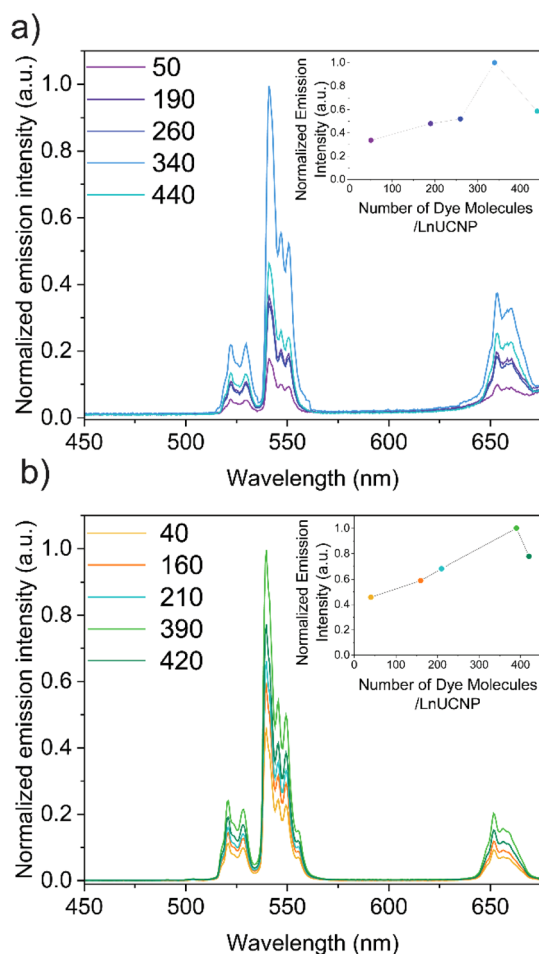 a)
Normalized emission intensity (a.u.)
1.0
0.8
0.6
0.4
0.2
0.0
50
190
260
340
440
Normalized Emission
Intensity (a.u.)
1.0
0.8
0.6
0.4
0.2
0.0
0 100 200 300 400
Number of Dye Molecules
/LnUCNP
450 500 550 600 650
Wavelength (nm)
b)
Normalized emission intensity (a.u.)
1.0
0.8
0.6
0.4
0.2
0.0
40
160
210
390
420
Normalized Emission
Intensity (a.u.)
1.0
0.8
0.6
0.4
0.2
0.0
0 100 200 300 400
Number of Dye Molecules
/LnUCNP
450 500 550 600 650
Wavelength (nm)